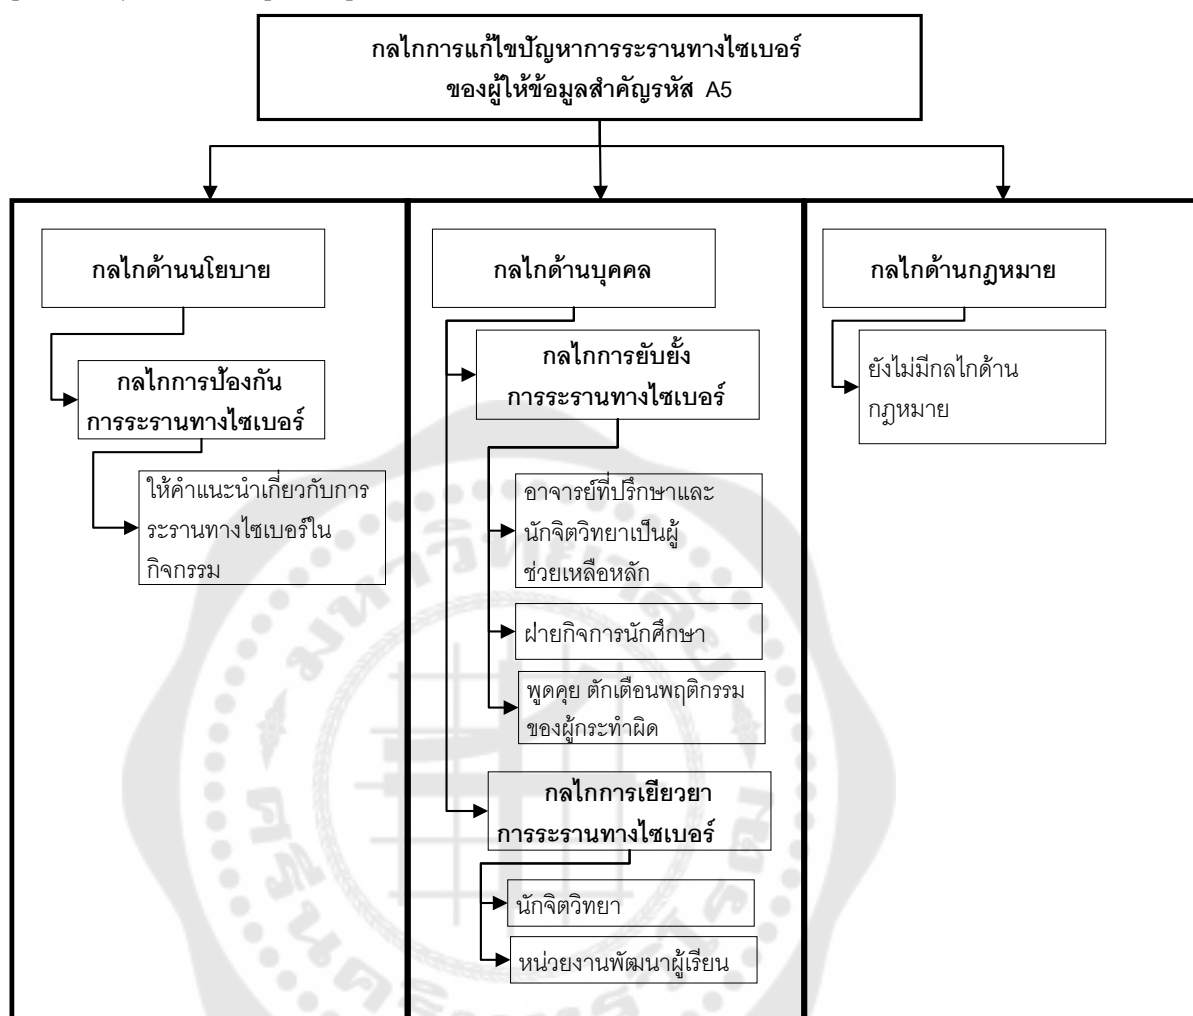 กลไกการแก้ไขปัญหาการระรานทางไซเบอร์
ของผู้ให้ข้อมูลสำคัญรหัส A5
กลไกด้านนโยบาย
กลไกการป้องกัน
การระรานทางไซเบอร์
ให้คำแนะนำเกี่ยวกับการ
ระรานทางไซเบอร์ใน
กิจกรรม
กลไกด้านบุคคล
กลไกการยับยั้ง
การระรานทางไซเบอร์
อาจารย์ที่ปรึกษาและ
นักจิตวิทยาเป็นผู้
ช่วยเหลือหลัก
ฝ่ายกิจการนักศึกษา
พูดคุย ตักเตือนพฤติกรรม
ของผู้กระทำผิด
กลไกการเยียวยา
การระรานทางไซเบอร์
นักจิตวิทยา
หน่วยงานพัฒนาผู้เรียน
กลไกด้านกฎหมาย
ยังไม่มีกลไกด้าน
กฎหมาย